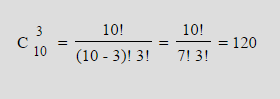 C 3 10 = 10! / (10 - 3)! 3! = 10! / 7! 3! = 120